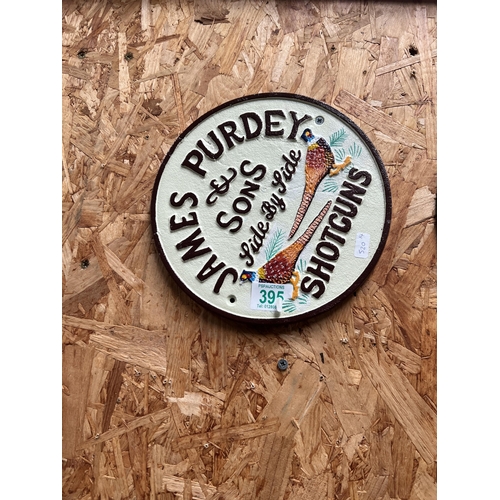 JAMES PURDEY
& SONS
Side By Side
SHOTGUNS
395